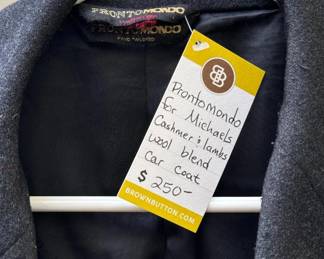 PRONTOMONDO
PRONTOMONDO
Prontomondo
for Michaels
Cashmer & lambs
wool blend
car coat
$250-
BROWNBUTTON.COM